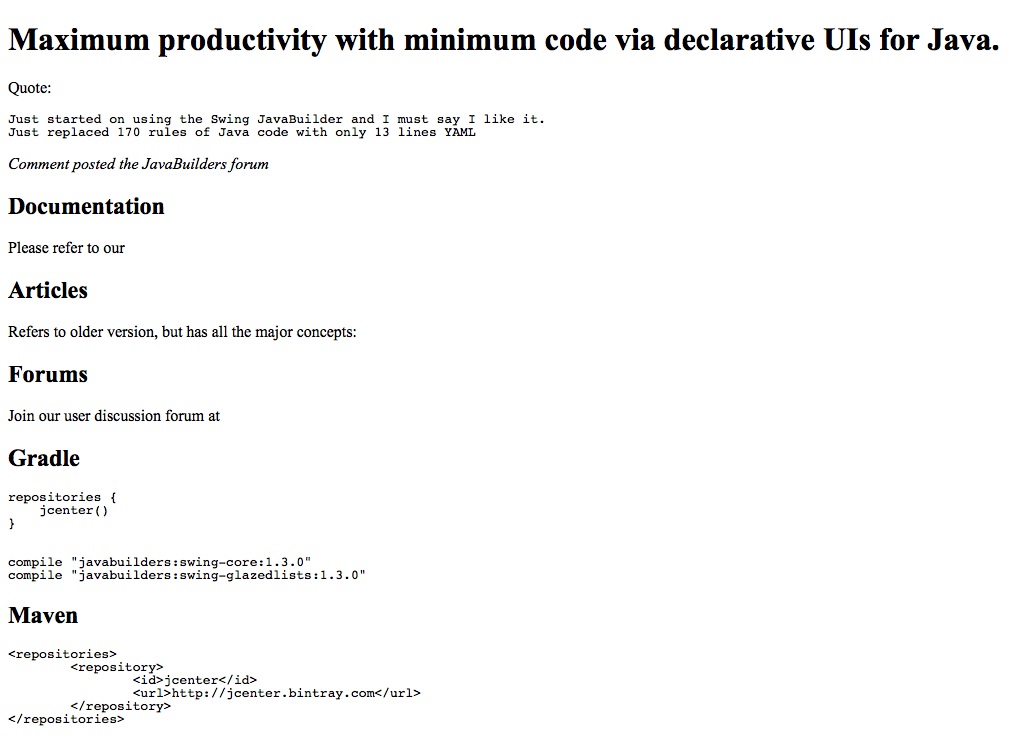 Maximum productivity with minimum code via declarative UIs for Java.
Quote:
Just started on using the Swing JavaBuilder and I must say I like it.
Just replaced 170 rules of Java code with only 13 lines YAML
Comment posted the JavaBuilders forum
Documentation
Please refer to our
Articles
Refers to older version, but has all the major concepts:
Forums
Join our user discussion forum at
Gradle
repositories {
    jcenter()
}
compile "javabuilders:swing-core:1.3.0"
compile "javabuilders:swing-glazedlists:1.3.0"
Maven
<repositories>
        <repository>
                <id>jcenter</id>
                <url>http://jcenter.bintray.com</url>
        </repository>
</repositories>